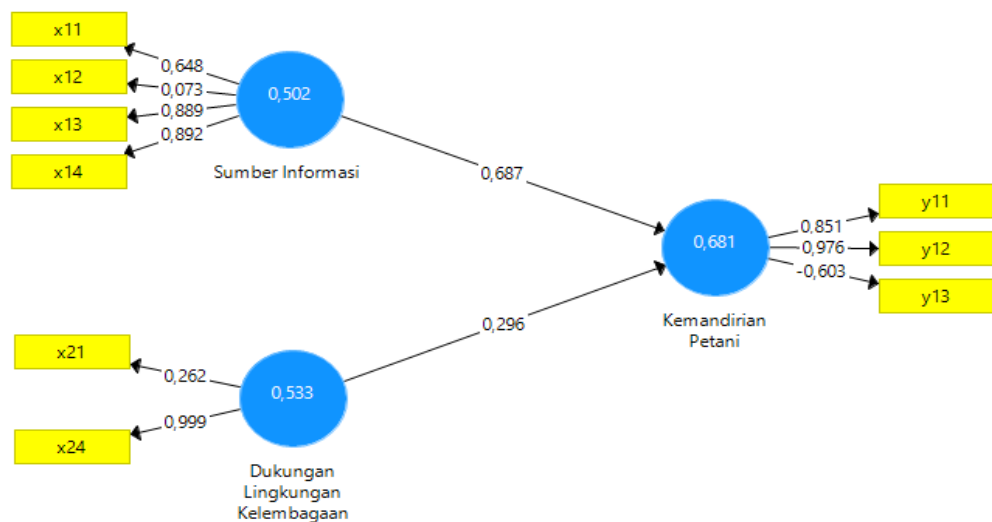 x11
0,648
x12
0,073
0,502
x13
0,889
0,892
x14
Sumber Informasi
0,687
y11
0,851
0,681
0,976
y12
-0,603
y13
Kemandirian
Petani
0,296
x21
0,262
0,533
0,999
x24
Dukungan
Lingkungan
Kelembagaan